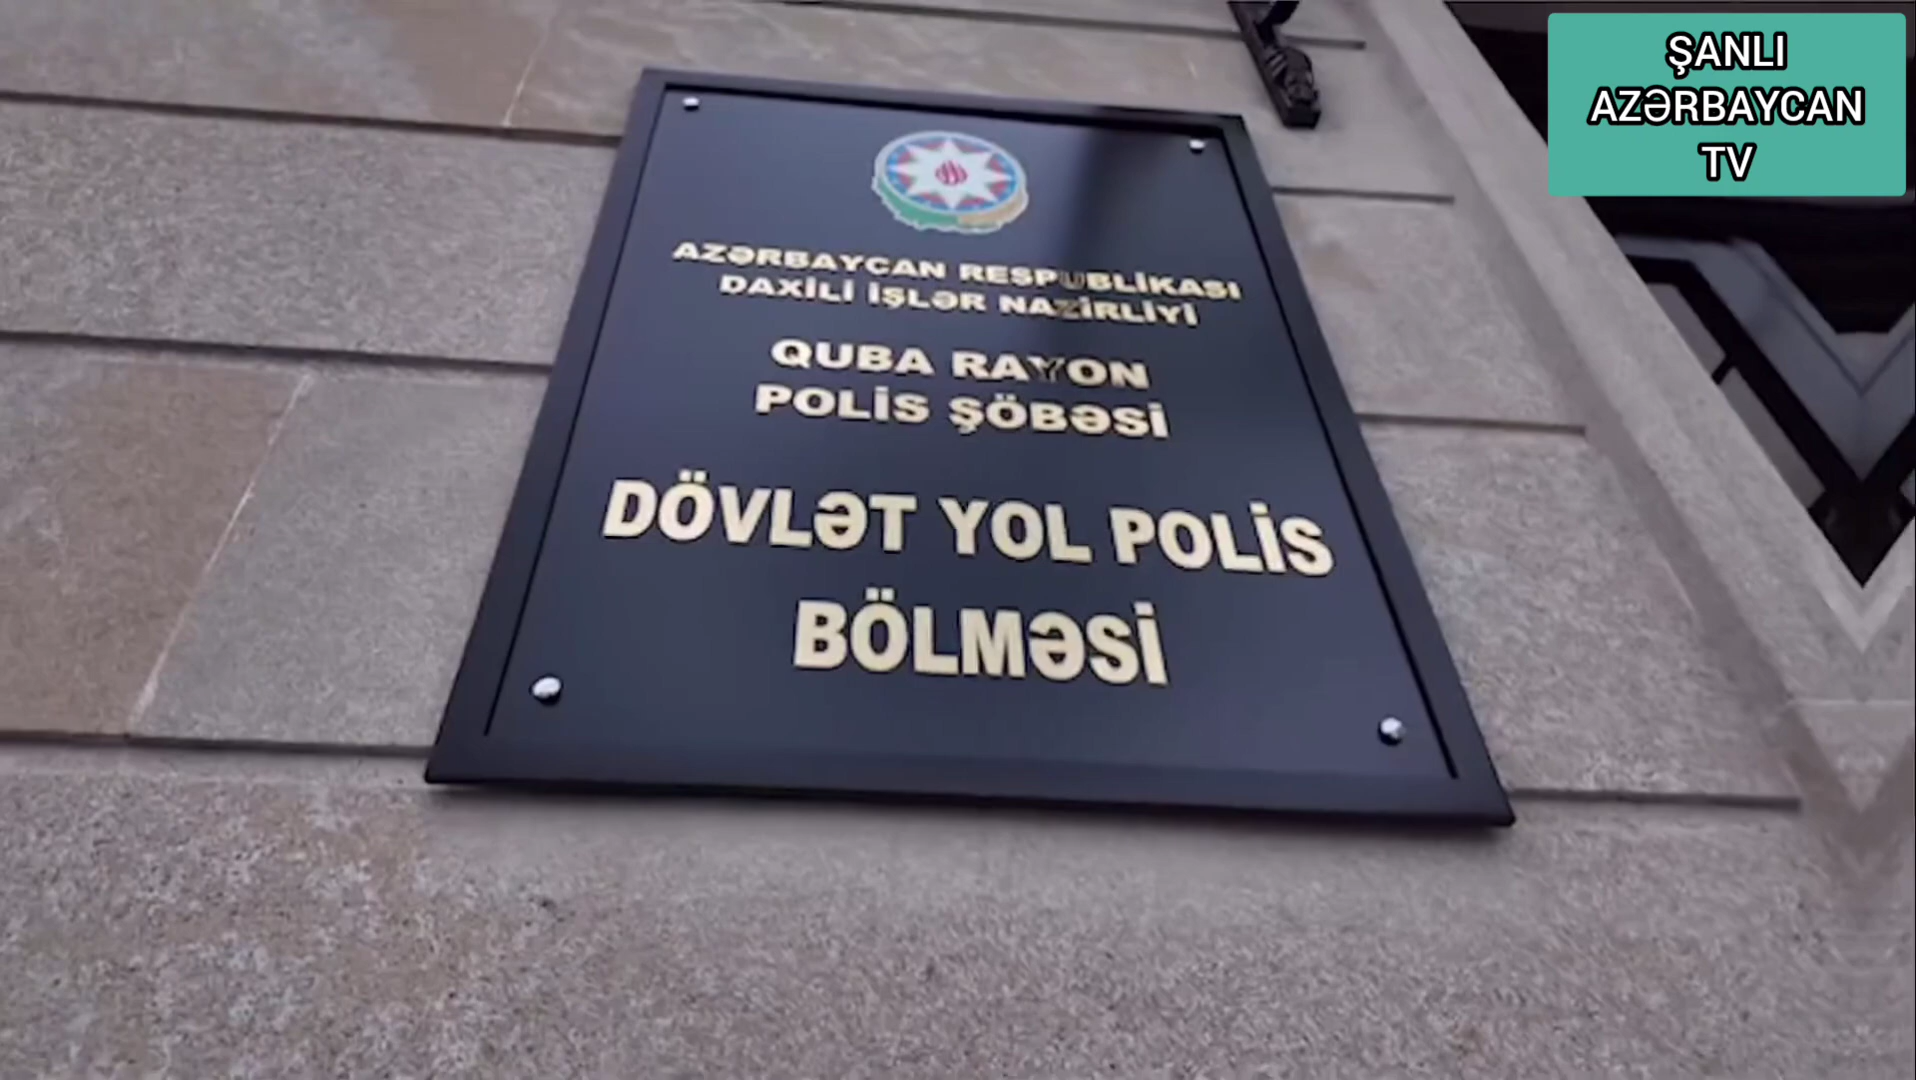 AZƏRBAYCAN RESPUBLİKASI
DAXİLİ İŞLƏR NAZİRLİYİ
QUBA RAYON
POLİS ŞÖBƏSİ
DÖVLƏT YOL POLİS
BÖLMƏSİ
ŞANLI
AZƏRBAYCAN
TV